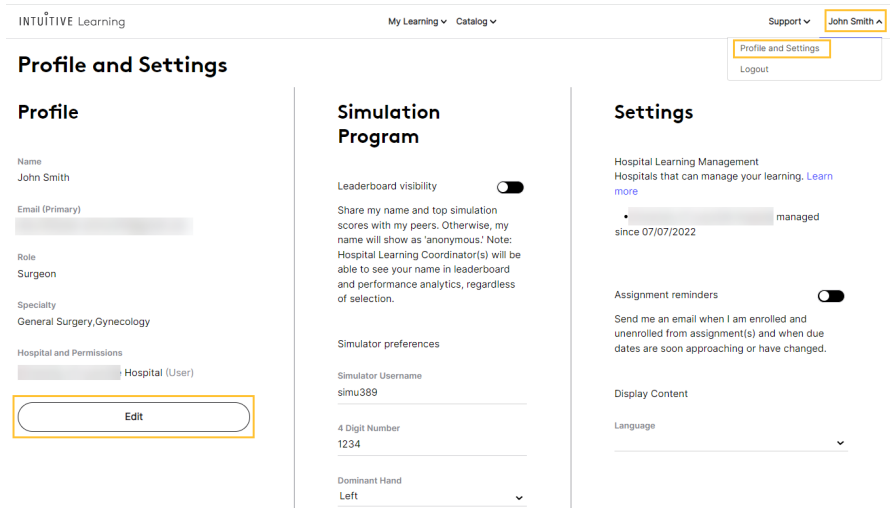 INTUITIVE Learning
My Learning
Catalog
Support
John Smith
Profile and Settings
Logout
Profile and Settings
Profile
Name
John Smith
Email (Primary)
Role
Surgeon
Specialty
General Surgery,Gynecology
Hospital and Permissions
Hospital (User)
Edit
Simulation
Program
Leaderboard visibility
Share my name and top simulation
scores with my peers. Otherwise, my
name will show as 'anonymous.' Note:
Hospital Learning Coordinator(s) will be
able to see your name in leaderboard
and performance analytics, regardless
of selection.
Simulator preferences
Simulator Username
simu389
4 Digit Number
1234
Dominant Hand
Left
Settings
Hospital Learning Management
Hospitals that can manage your learning. Learn
more
• managed
since 07/07/2022
Assignment reminders
Send me an email when I am enrolled and
unenrolled from assignment(s) and when due
dates are soon approaching or have changed.
Display Content
Language